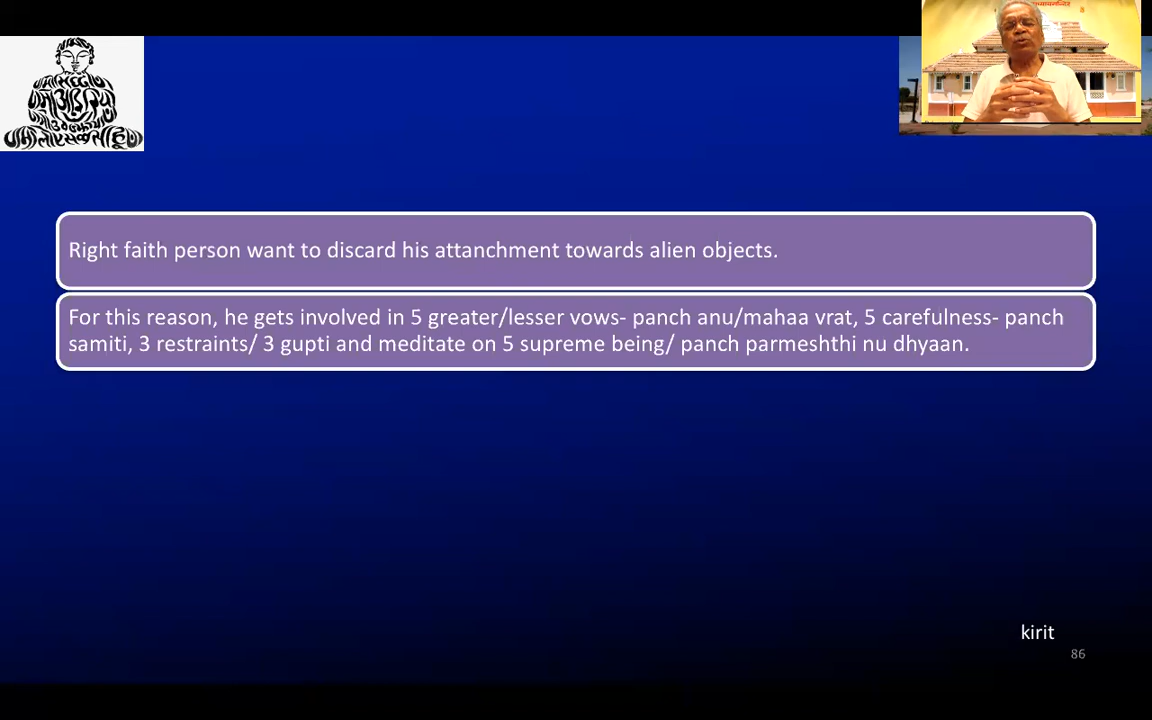 Right faith person want to discard his attanchment towards alien objects.
For this reason, he gets involved in 5 greater/lesser vows- panch anu/mahaa vrat, 5 carefulness- panch
samiti, 3 restraints/ 3 gupti and meditate on 5 supreme being/ panch parmeshthi nu dhyaan.
kirit
86